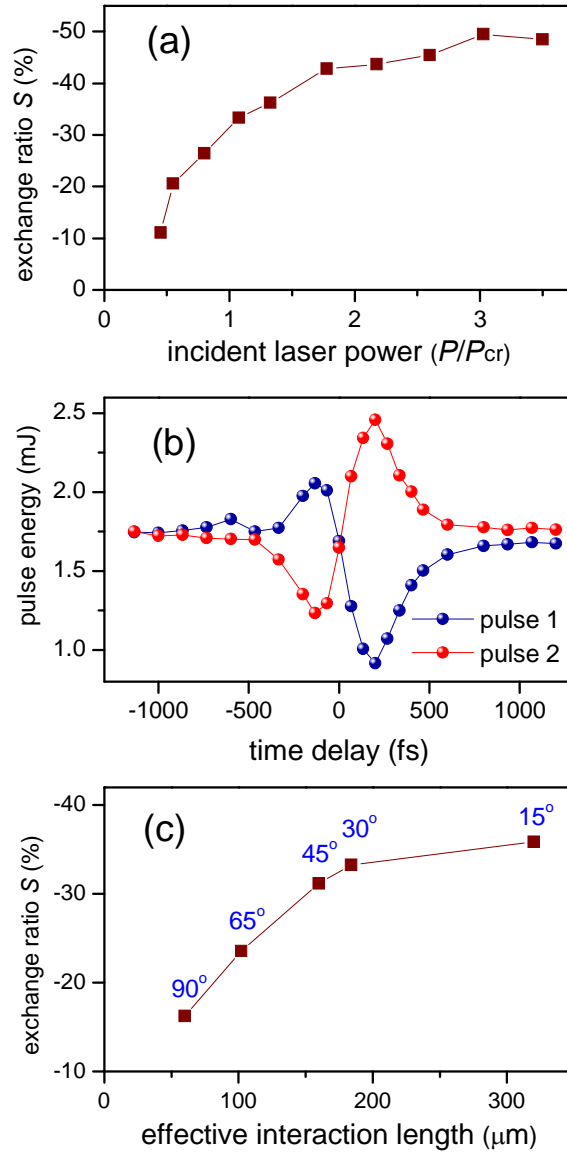 (a)
exchange ratio S (%)
-50
-40
-30
-20
-10
0
0 1 2 3
incident laser power (P/Pcr)
(b)
pulse energy (mJ)
2.5
2.0
1.5
1.0
pulse 1
pulse 2
-1000 -500 0 500 1000
time delay (fs)
(c)
exchange ratio S (%)
-40
-30
-20
-10
90°
65°
45°
30°
15°
0 100 200 300
effective interaction length (μm)